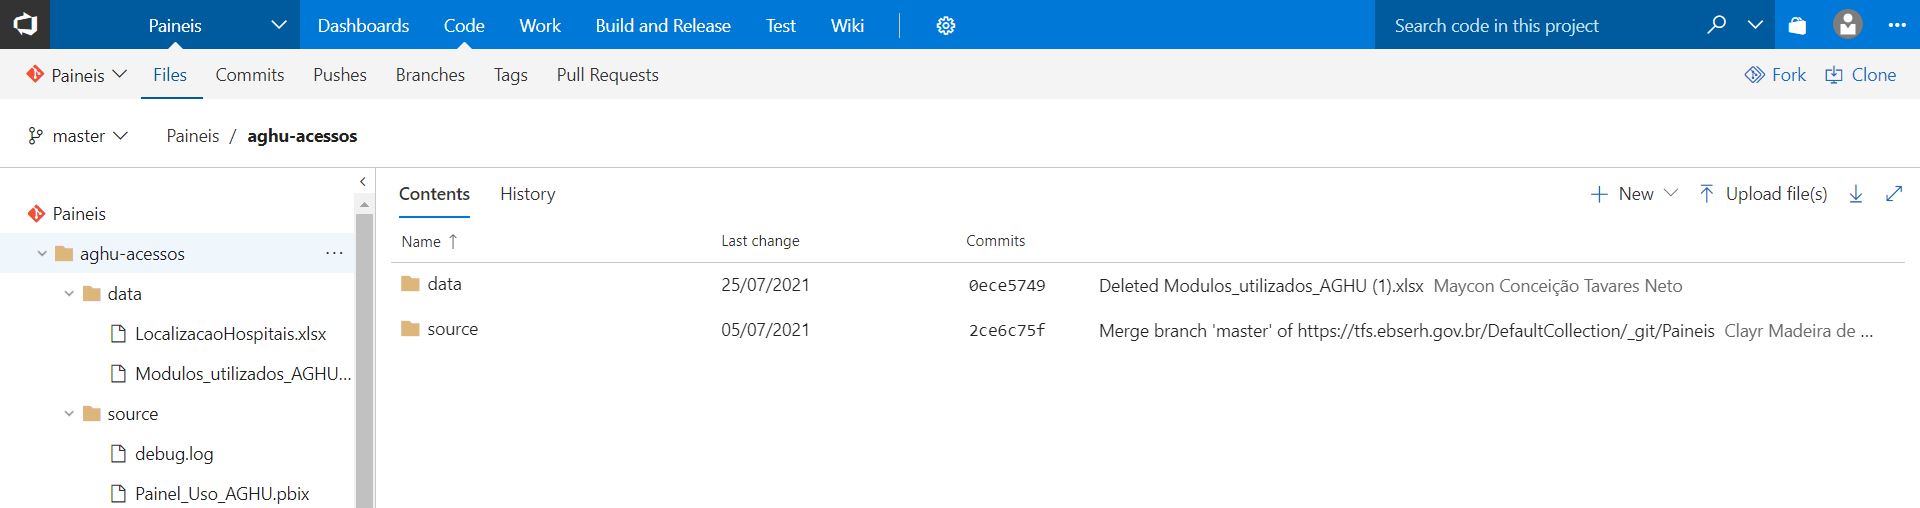 Paineis Dashboards Code Work Build and Release Test Wiki Search code in this project
Paineis Files Commits Pushes Branches Tags Pull Requests Fork Clone
master Paineis / aghu-acessos
Contents History New Upload file(s)
Paineis
Name ↑ Last change Commits
aghu-acessos ...
data 25/07/2021 0ece5749 Deleted Modulos_utilizados_AGHU (1).xlsx Maycon Conceição Tavares Neto
data
source 05/07/2021 2ce6c75f Merge branch 'master' of https://tfs.ebserh.gov.br/DefaultCollection/_git/Paineis Clayr Madeira de ...
LocalizacaoHospitais.xlsx
Modulos_utilizados_AGHU...
source
debug.log
Painel_Uso_AGHU.pbix